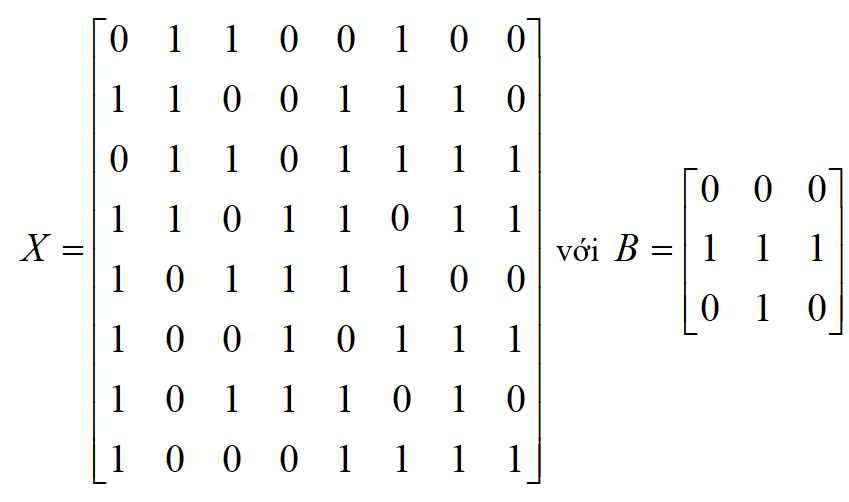 0 1 1 0 0 1 0 0
1 1 0 0 1 1 1 0
0 1 1 0 1 1 1 1
1 1 0 1 1 0 1 1
X = 1 0 1 1 1 1 0 0
1 0 0 1 0 1 1 1
1 0 1 1 1 0 1 0
1 0 0 0 1 1 1 1
với B =
0 0 0
1 1 1
0 1 0